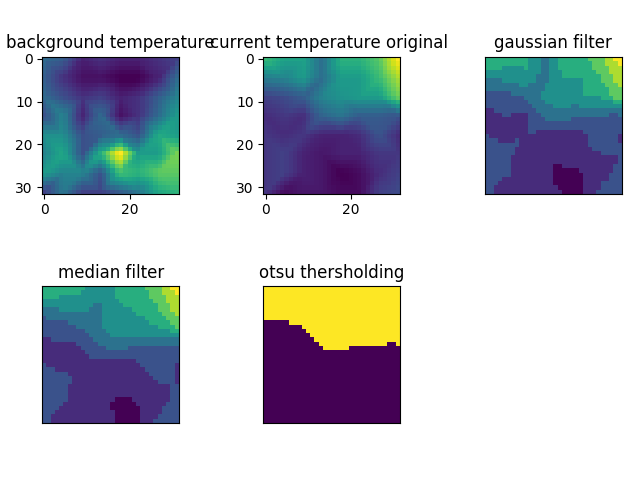 background temperature
current temperature original
gaussian filter
0
10
20
30
0
20
0
10
20
30
0
20
median filter
otsu thersholding